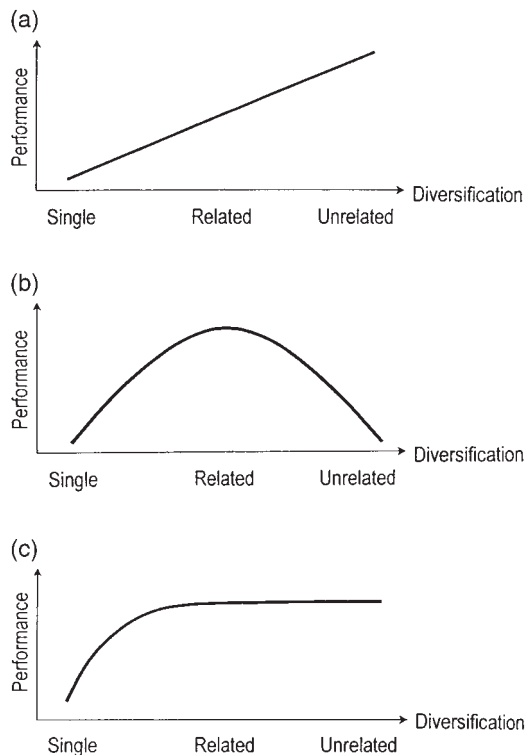 (a)
Performance
Diversification
Single Related Unrelated
(b)
Performance
Diversification
Single Related Unrelated
(c)
Performance
Diversification
Single Related Unrelated